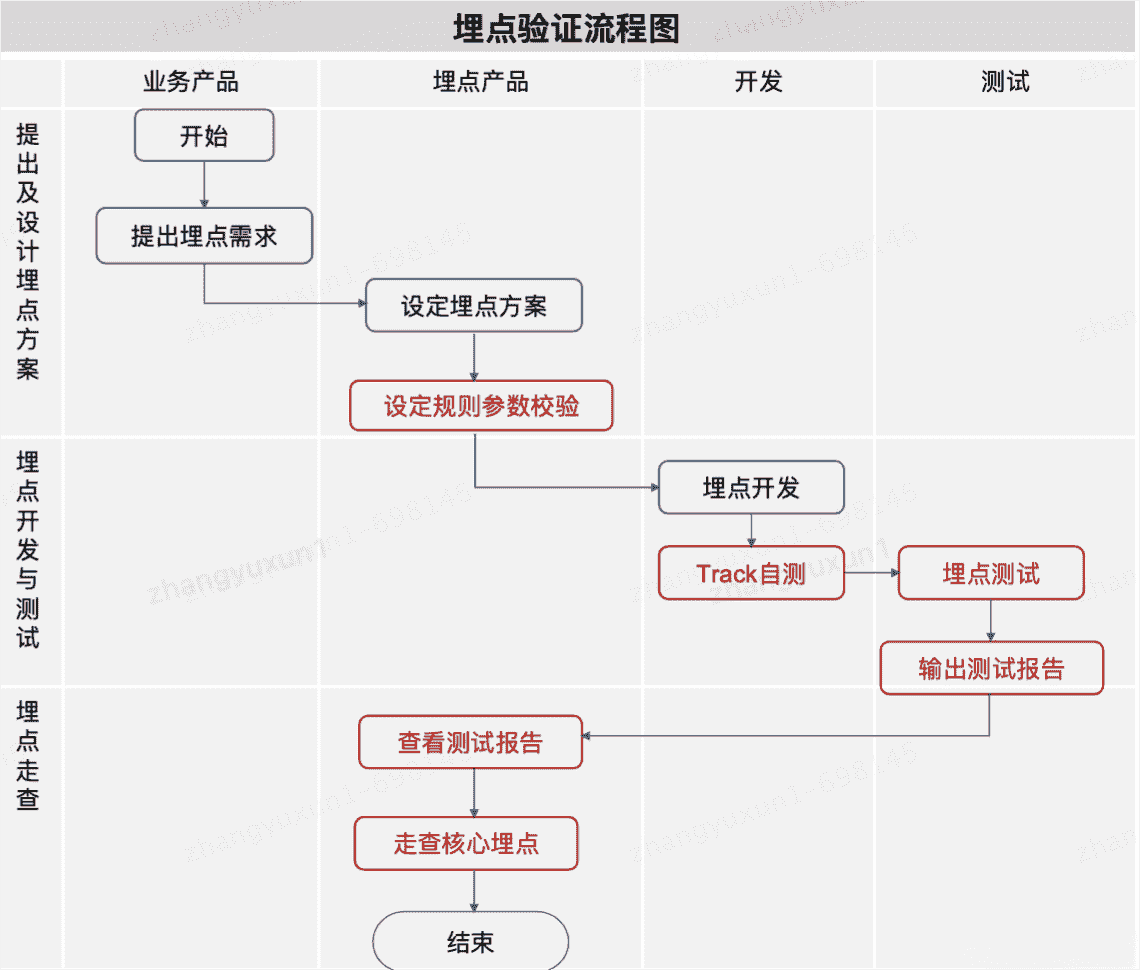 埋点验证流程图
业务产品
埋点产品
开发
测试
提出及设计埋点方案
开始
提出埋点需求
设定埋点方案
设定规则参数校验
埋点开发与测试
埋点开发
Track自测
埋点测试
输出测试报告
埋点走查
查看测试报告
走查核心埋点
结束
zhangyuxun1-698145
zhangyuxun1